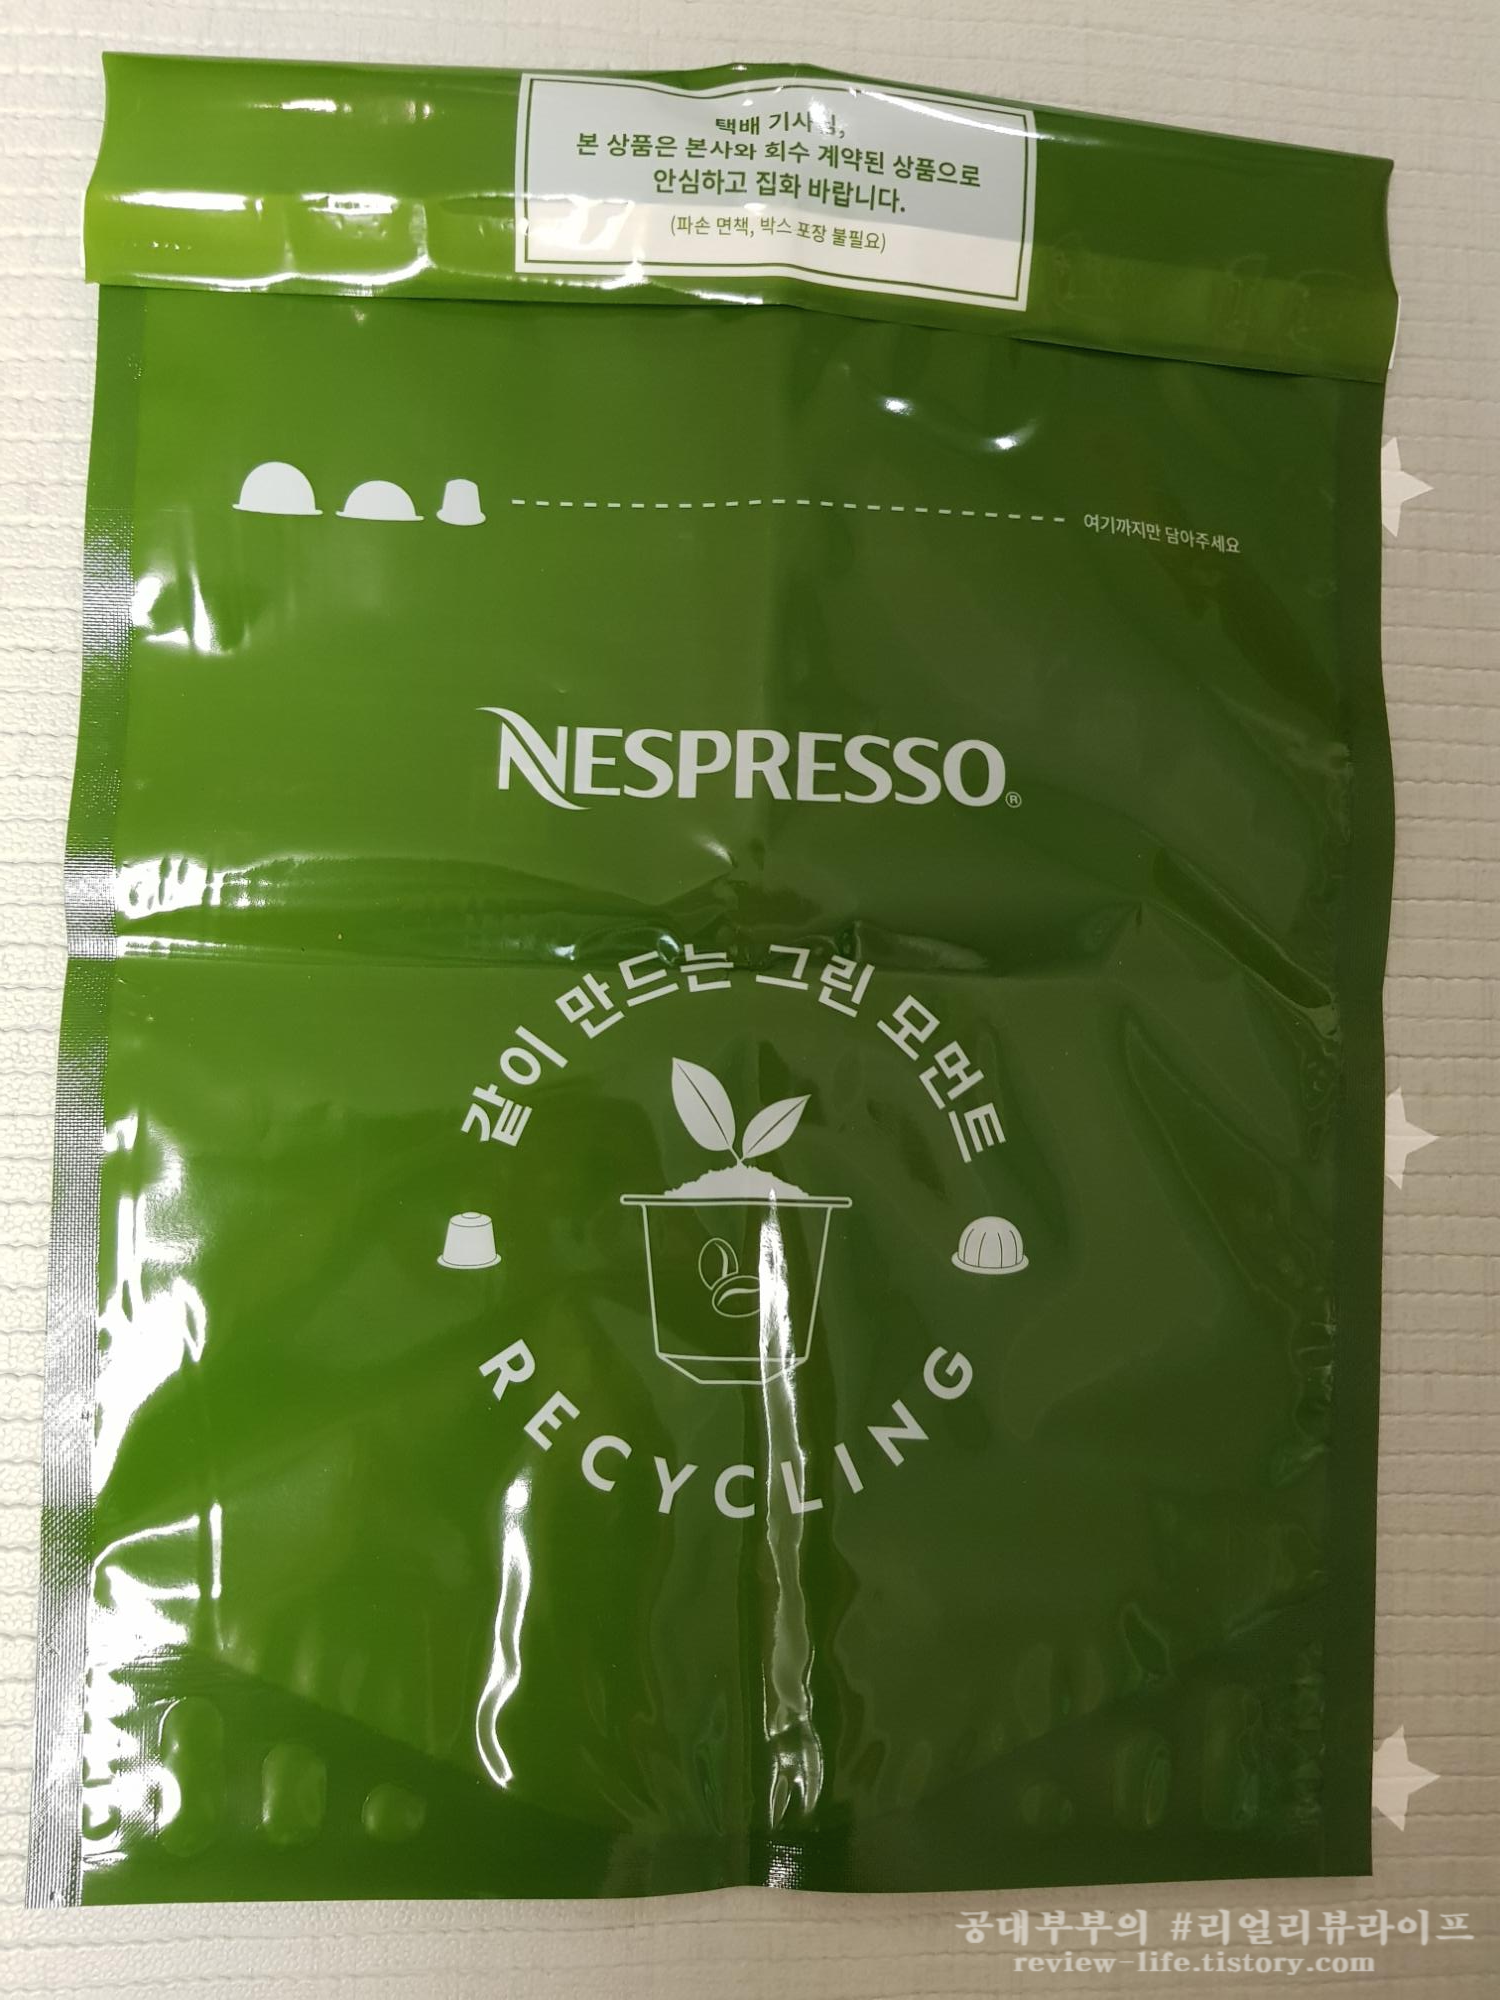 택배 기사님,
본 상품은 본사와 회수 계약된 상품으로
안심하고 집화 바랍니다.
(파손 면책, 박스 포장 불필요)
여기까지만 담아주세요
NESPRESSO®
같이 만드는 그린 모먼트
RECYCLING
공대부부의 #리얼리뷰라이프
review-life.tistory.com